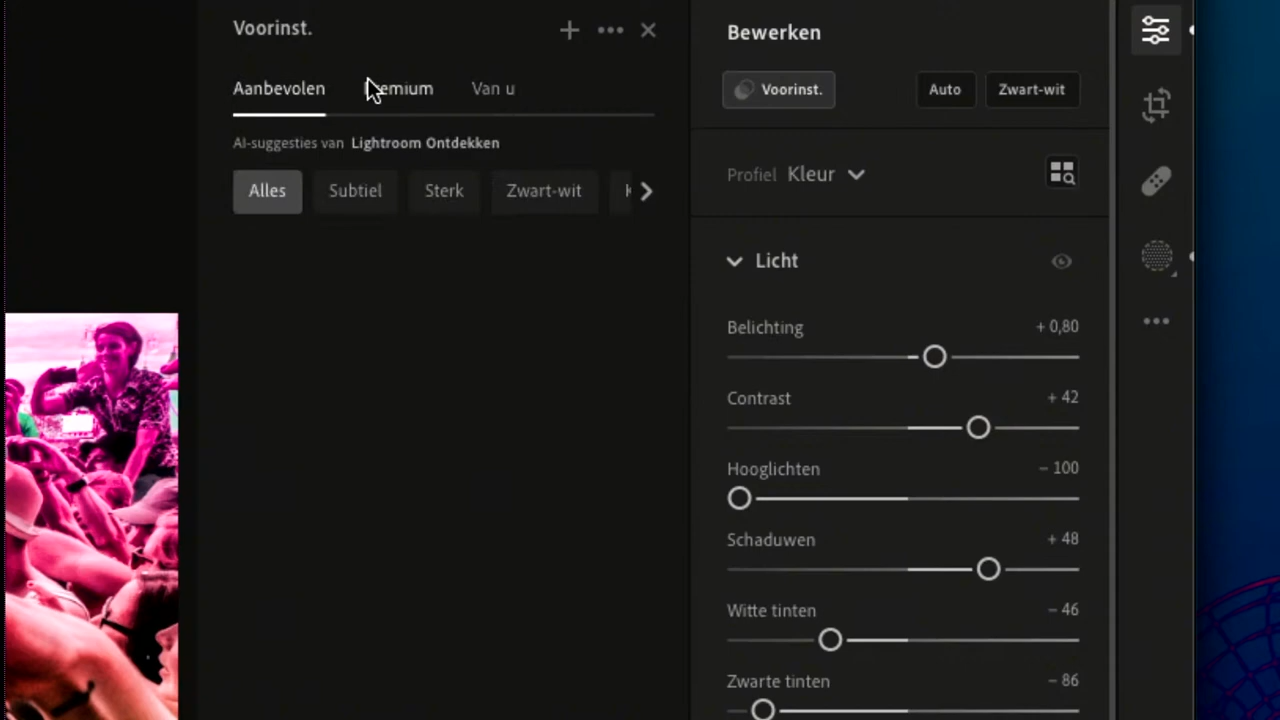 Voorinst.
Aanbevolen
Van u
AI-suggesties van Lightroom Ontdekken
Alles
Subtiel
Sterk
Zwart-wit
Bewerken
Voorinst.
Auto
Zwart-wit
Profiel Kleur
Licht
Belichting + 0,80
Contrast + 42
Hooglichten − 100
Schaduwen + 48
Witte tinten − 46
Zwarte tinten − 86